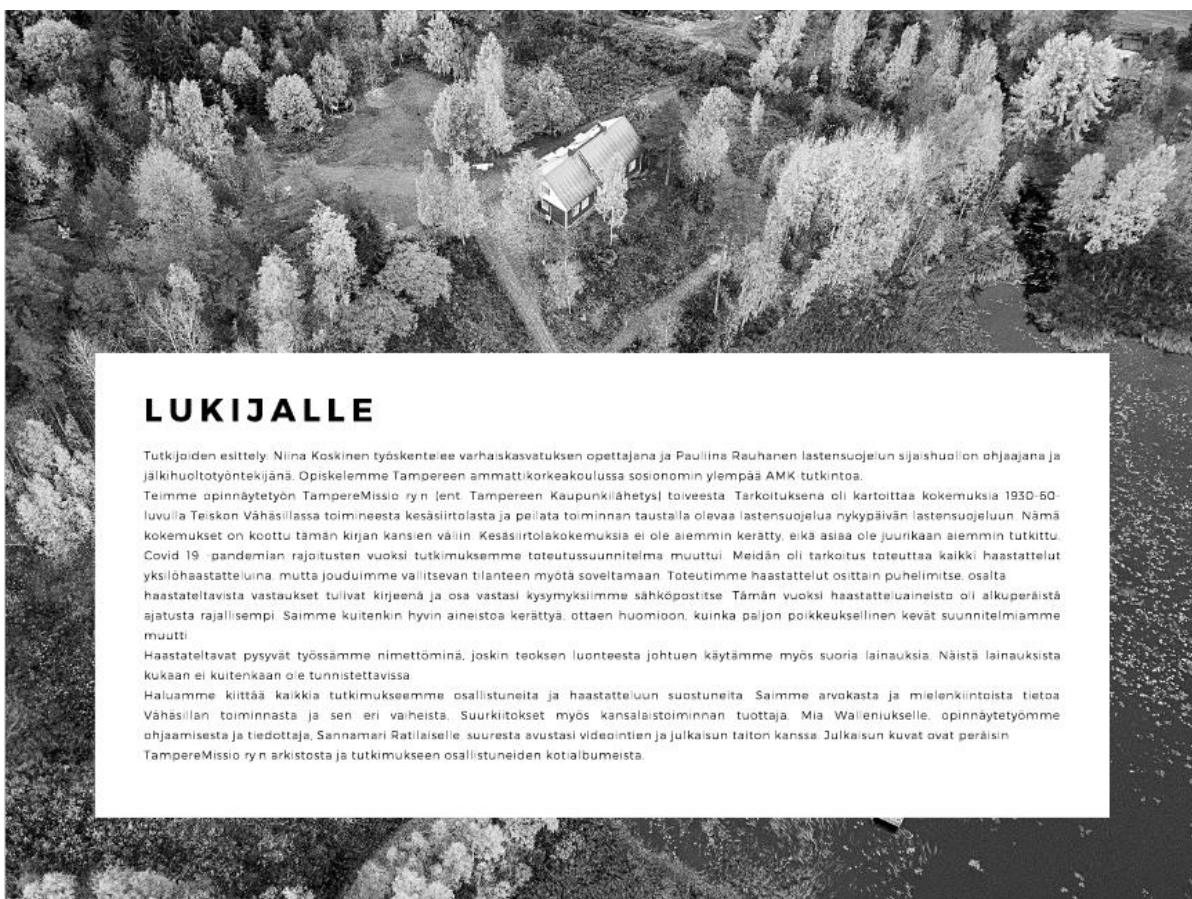 LUKIJALLE
Tutkijoiden esittely: Niina Koskinen työskentelee varhaiskasvatuksen opettajana ja Pauliina Rauhanen lastensuojelun sijaishuollon ohjaajana ja
jälkihuoltotyöntekijänä. Opiskelemme Tampereen ammattikorkeakoulussa sosionomin ylempää AMK tutkintoa.
Teimme opinnäytetyön TampereMissio ry:n (ent. Tampereen Kaupunkilähetys) toiveesta. Tarkoituksena oli kartoittaa kokemuksia 1930-60-
luvulla Teiskon Vähäsillassa toimineesta kesäsiirtolasta ja peilata toiminnan taustalla olevaa lastensuojelua nykypäivän lastensuojeluun. Nämä
kokemukset on koottu tämän kirjan kansien väliin. Kesäsiirtolakokemuksia ei ole aiemmin kerätty, eikä asiaa ole juurikaan aiemmin tutkittu.
Covid 19 -pandemian rajoitusten vuoksi tutkimuksemme toteutussuunnitelma muuttui. Meidän oli tarkoitus toteuttaa kaikki haastattelut
yksilöhaastatteluina, mutta jouduimme vallitsevan tilanteen myötä soveltamaan. Toteutimme haastattelut osittain puhelimitse, osalta
haastateltavista vastaukset tulivat kirjeenä ja osa vastasi kysymyksiimme sähköpostitse. Tämän vuoksi haastatteluaineisto oli alkuperäistä
ajatusta rajallisempi. Saimme kuitenkin hyvin aineistoa kerättyä, ottaen huomioon, kuinka paljon poikkeuksellinen kevät suunnitelmiamme
muutti.
Haastateltavat pysyvät työssämme nimettöminä, joskin teoksen luonteesta johtuen käytämme myös suoria lainauksia. Näistä lainauksista
kukaan ei kuitenkaan ole tunnistettavissa.
Haluamme kiittää kaikkia tutkimukseemme osallistuneita ja haastatteluun suostuneita. Saimme arvokasta ja mielenkiintoista tietoa
Vähäsillan toiminnasta ja sen eri vaiheista. Suurkiitokset myös kansalaistoiminnan tuottaja, Mia Walleniukselle, opinnäytetyömme
ohjaamisesta ja tiedottaja, Sannamari Ratilaiselle, suuresta avustasi videointien ja julkaisun taiton kanssa. Julkaisun kuvat ovat peräisin
TampereMissio ry:n arkistosta ja tutkimukseen osallistuneiden kotialbumeista.